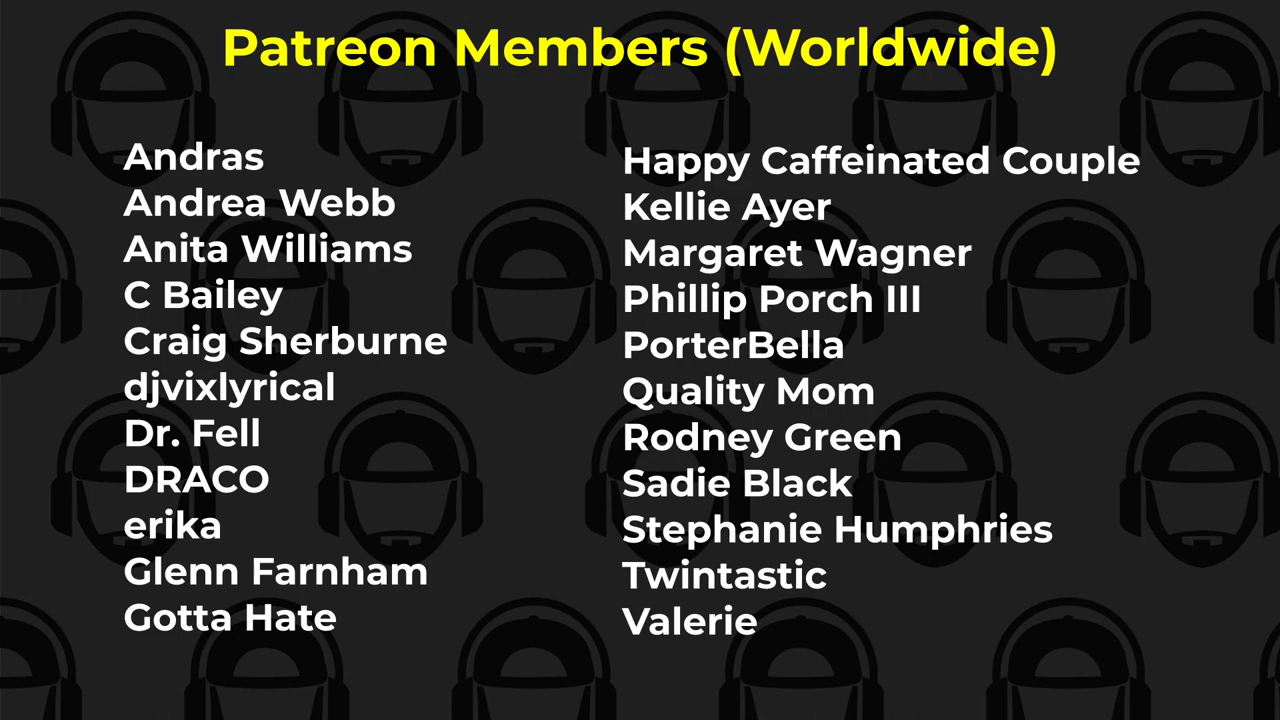 Patreon Members (Worldwide)
Andras
Andrea Webb
Anita Williams
C Bailey
Craig Sherburne
djvixlyrical
Dr. Fell
DRACO
erika
Glenn Farnham
Gotta Hate
Happy Caffeinated Couple
Kellie Ayer
Margaret Wagner
Phillip Porch III
PorterBella
Quality Mom
Rodney Green
Sadie Black
Stephanie Humphries
Twintastic
Valerie